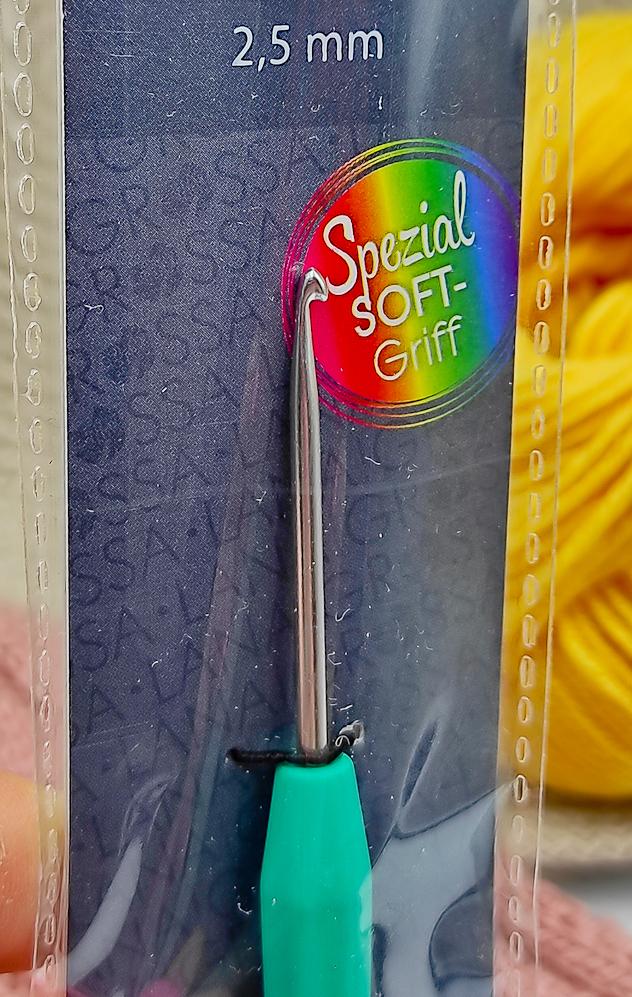 2,5 mm
Spezial
SOFT-
Griff